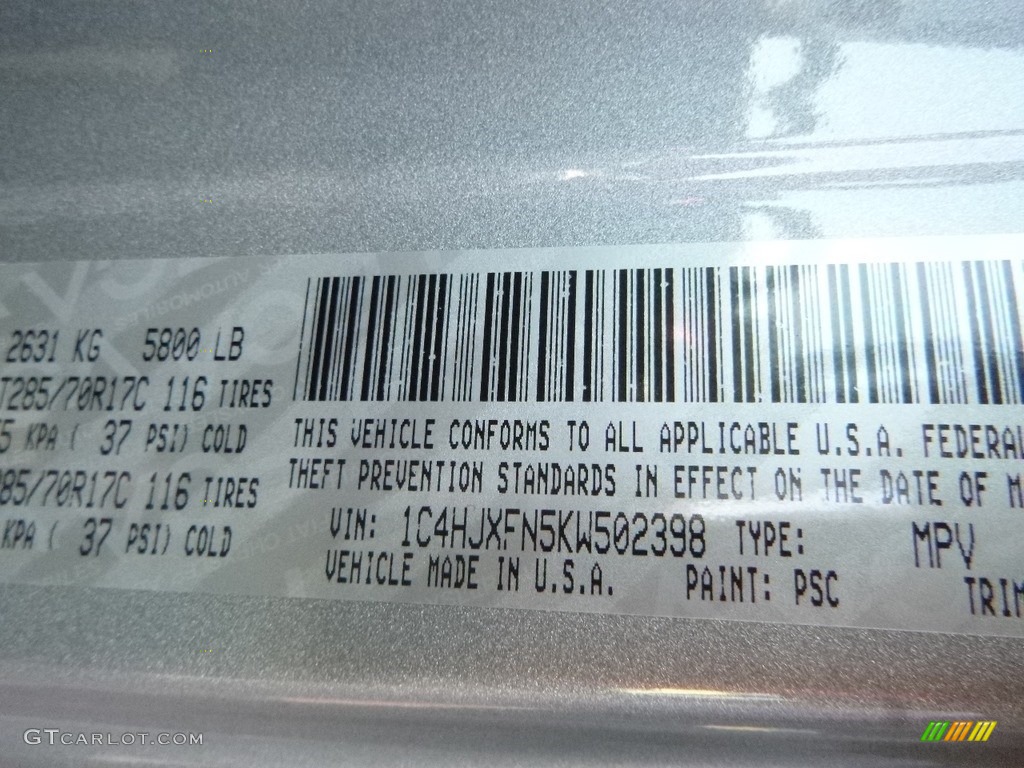 2631 KG 5800 LB
T285/70R17C 116 TIRES
5 KPA ( 37 PSI) COLD
85/70R17C 116 TIRES
KPA ( 37 PSI) COLD
THIS VEHICLE CONFORMS TO ALL APPLICABLE U.S.A. FEDERAL
THEFT PREVENTION STANDARDS IN EFFECT ON THE DATE OF M
VIN: 1C4HJXFN5KW502398 TYPE: MPV
VEHICLE MADE IN U.S.A. PAINT: PSC TRIM
GTCARLOT.COM